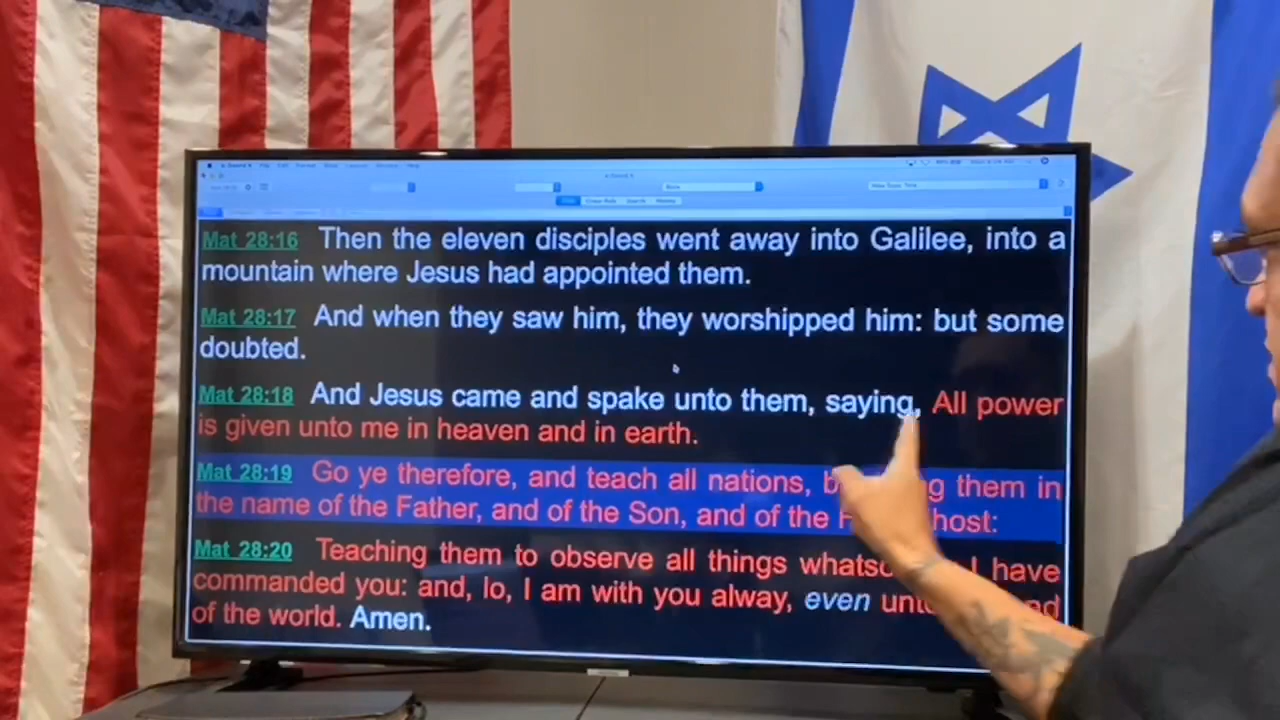 Mat 28:16 Then the eleven disciples went away into Galilee, into a
mountain where Jesus had appointed them.
Mat 28:17 And when they saw him, they worshipped him: but some
doubted.
Mat 28:18 And Jesus came and spake unto them, saying, All power
is given unto me in heaven and in earth.
Mat 28:19 Go ye therefore, and teach all nations, them in
the name of the Father, and of the Son, and of the
Mat 28:20 Teaching them to observe all things I have
commanded you: and, lo, I am with you alway, even
of the world. Amen.